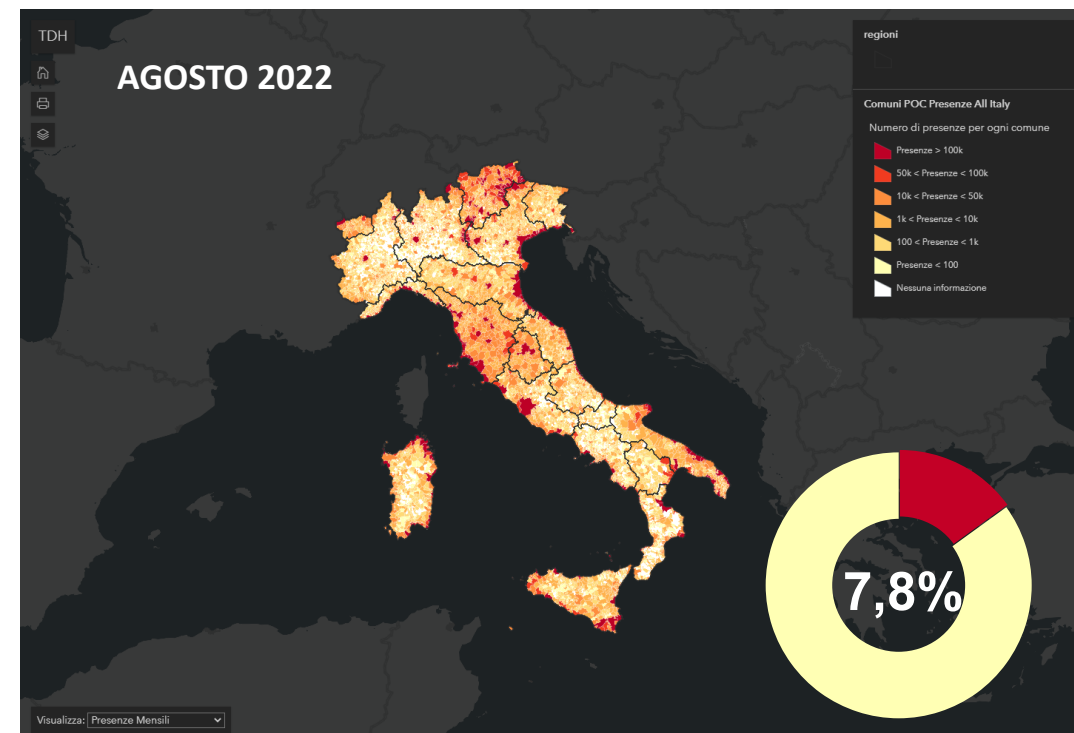 TDH
AGOSTO 2022
regioni
Comuni POC Presenze All Italy
Numero di presenze per ogni comune
Presenze > 100k
50k < Presenze < 100k
10k < Presenze < 50k
1k < Presenze < 10k
100 < Presenze < 1k
Presenze < 100
Nessuna informazione
7,8%
Visualizza: Presenze Mensili